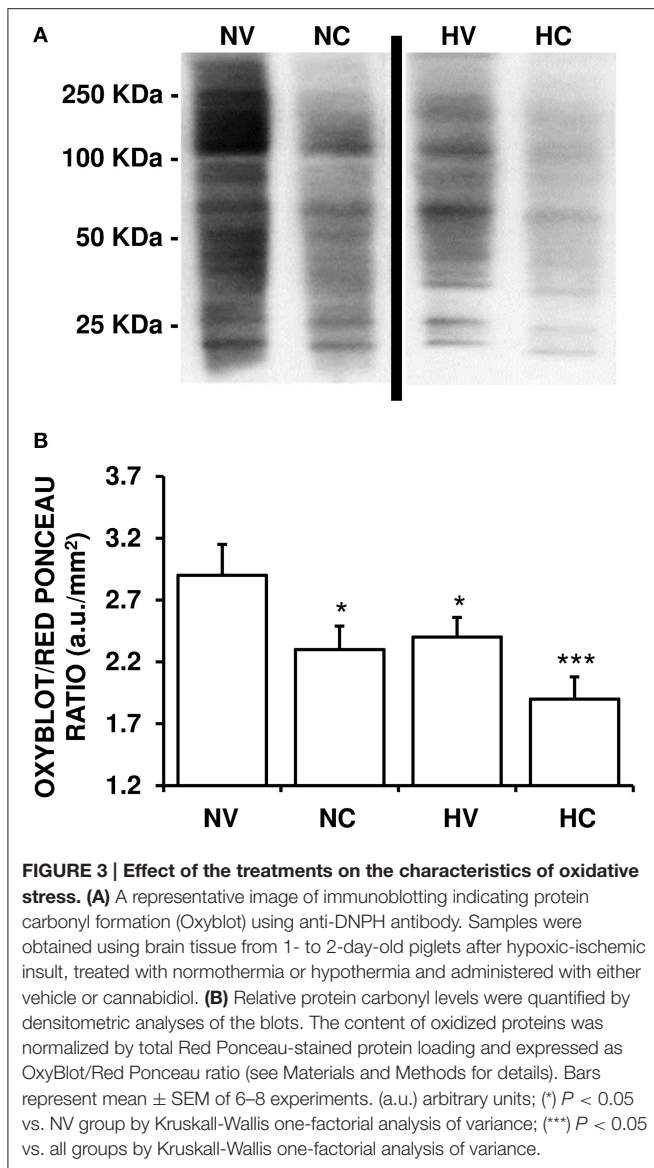 A
NV NC HV HC
250 KDa -
100 KDa -
50 KDa -
25 KDa -
B
OXYBLOT/RED PONCEAU
RATIO (a.u./mm²)
3.7
3.2
2.7
2.2
1.7
1.2
* * ***
NV NC HV HC
FIGURE 3 | Effect of the treatments on the characteristics of oxidative
stress. (A) A representative image of immunoblotting indicating protein
carbonyl formation (Oxyblot) using anti-DNPH antibody. Samples were
obtained using brain tissue from 1- to 2-day-old piglets after hypoxic-ischemic
insult, treated with normothermia or hypothermia and administered with either
vehicle or cannabidiol. (B) Relative protein carbonyl levels were quantified by
densitometric analyses of the blots. The content of oxidized proteins was
normalized by total Red Ponceau-stained protein loading and expressed as
OxyBlot/Red Ponceau ratio (see Materials and Methods for details). Bars
represent mean ± SEM of 6–8 experiments. (a.u.) arbitrary units; (*) P < 0.05
vs. NV group by Kruskall-Wallis one-factorial analysis of variance; (***) P < 0.05
vs. all groups by Kruskall-Wallis one-factorial analysis of variance.